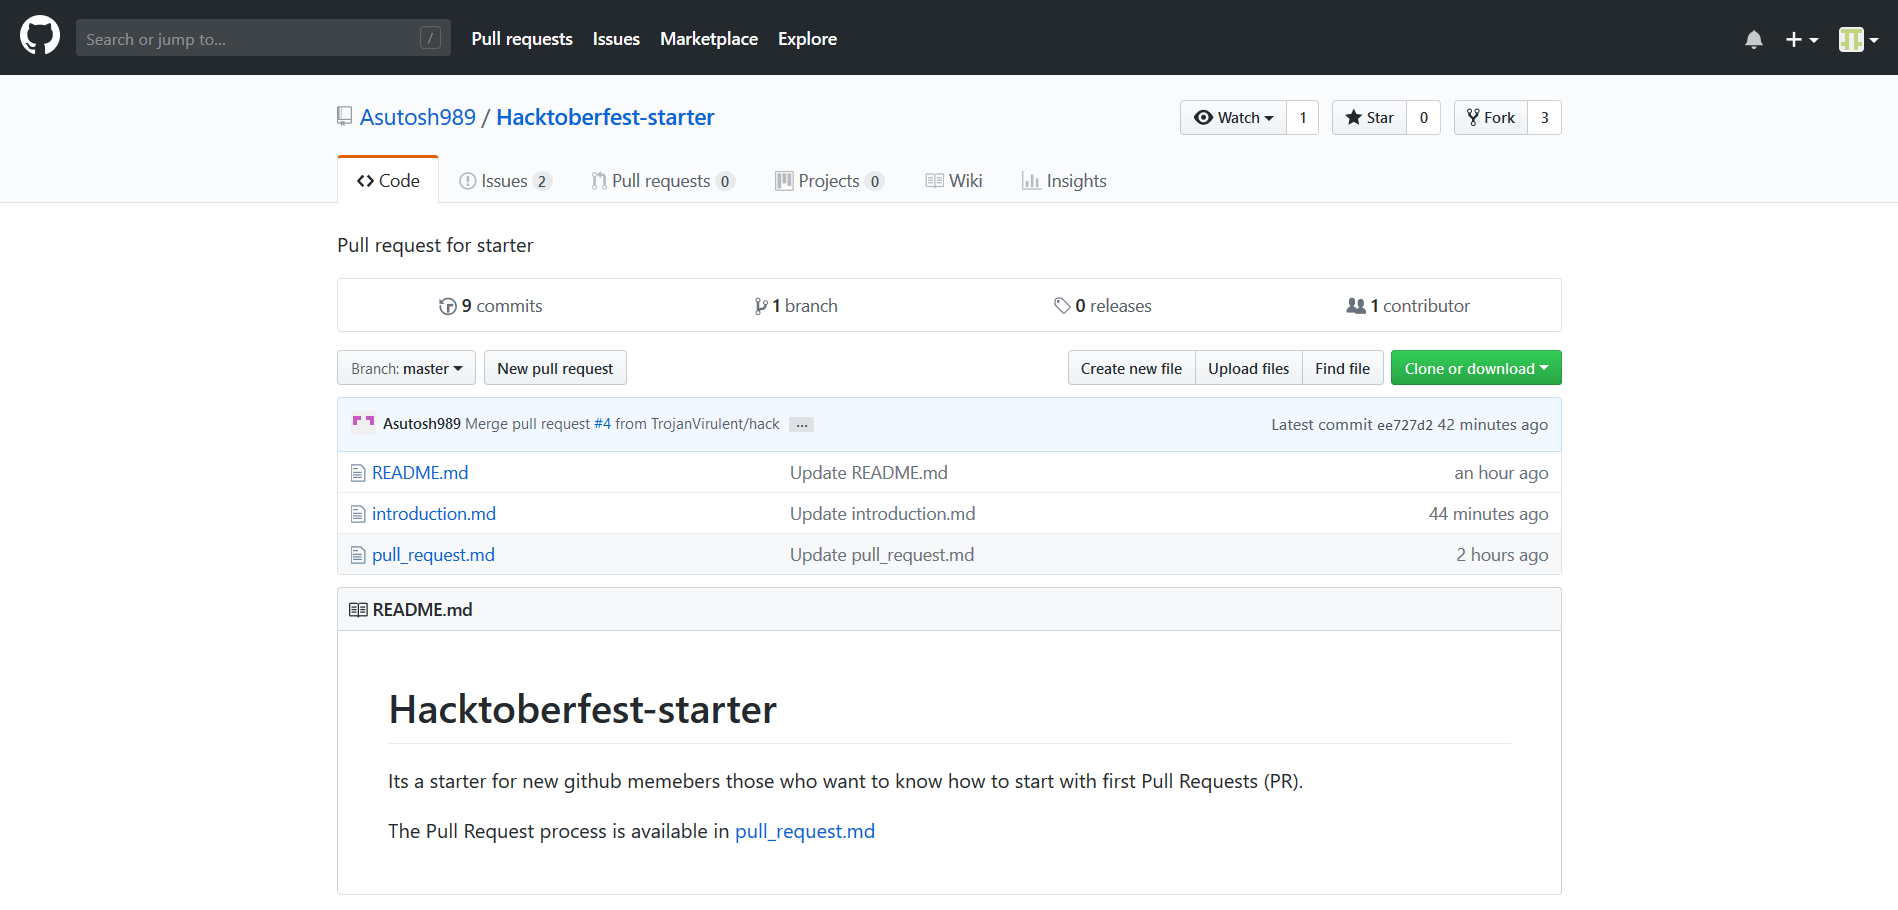 Search or jump to... / Pull requests Issues Marketplace Explore
Asutosh989 / Hacktoberfest-starter Watch 1 Star 0 Fork 3
Code Issues 2 Pull requests 0 Projects 0 Wiki Insights
Pull request for starter
9 commits 1 branch 0 releases 1 contributor
Branch: master New pull request Create new file Upload files Find file Clone or download
Asutosh989 Merge pull request #4 from TrojanVirulent/hack ... Latest commit ee727d2 42 minutes ago
README.md Update README.md an hour ago
introduction.md Update introduction.md 44 minutes ago
pull_request.md Update pull_request.md 2 hours ago
README.md
Hacktoberfest-starter
Its a starter for new github memebers those who want to know how to start with first Pull Requests (PR).
The Pull Request process is available in pull_request.md